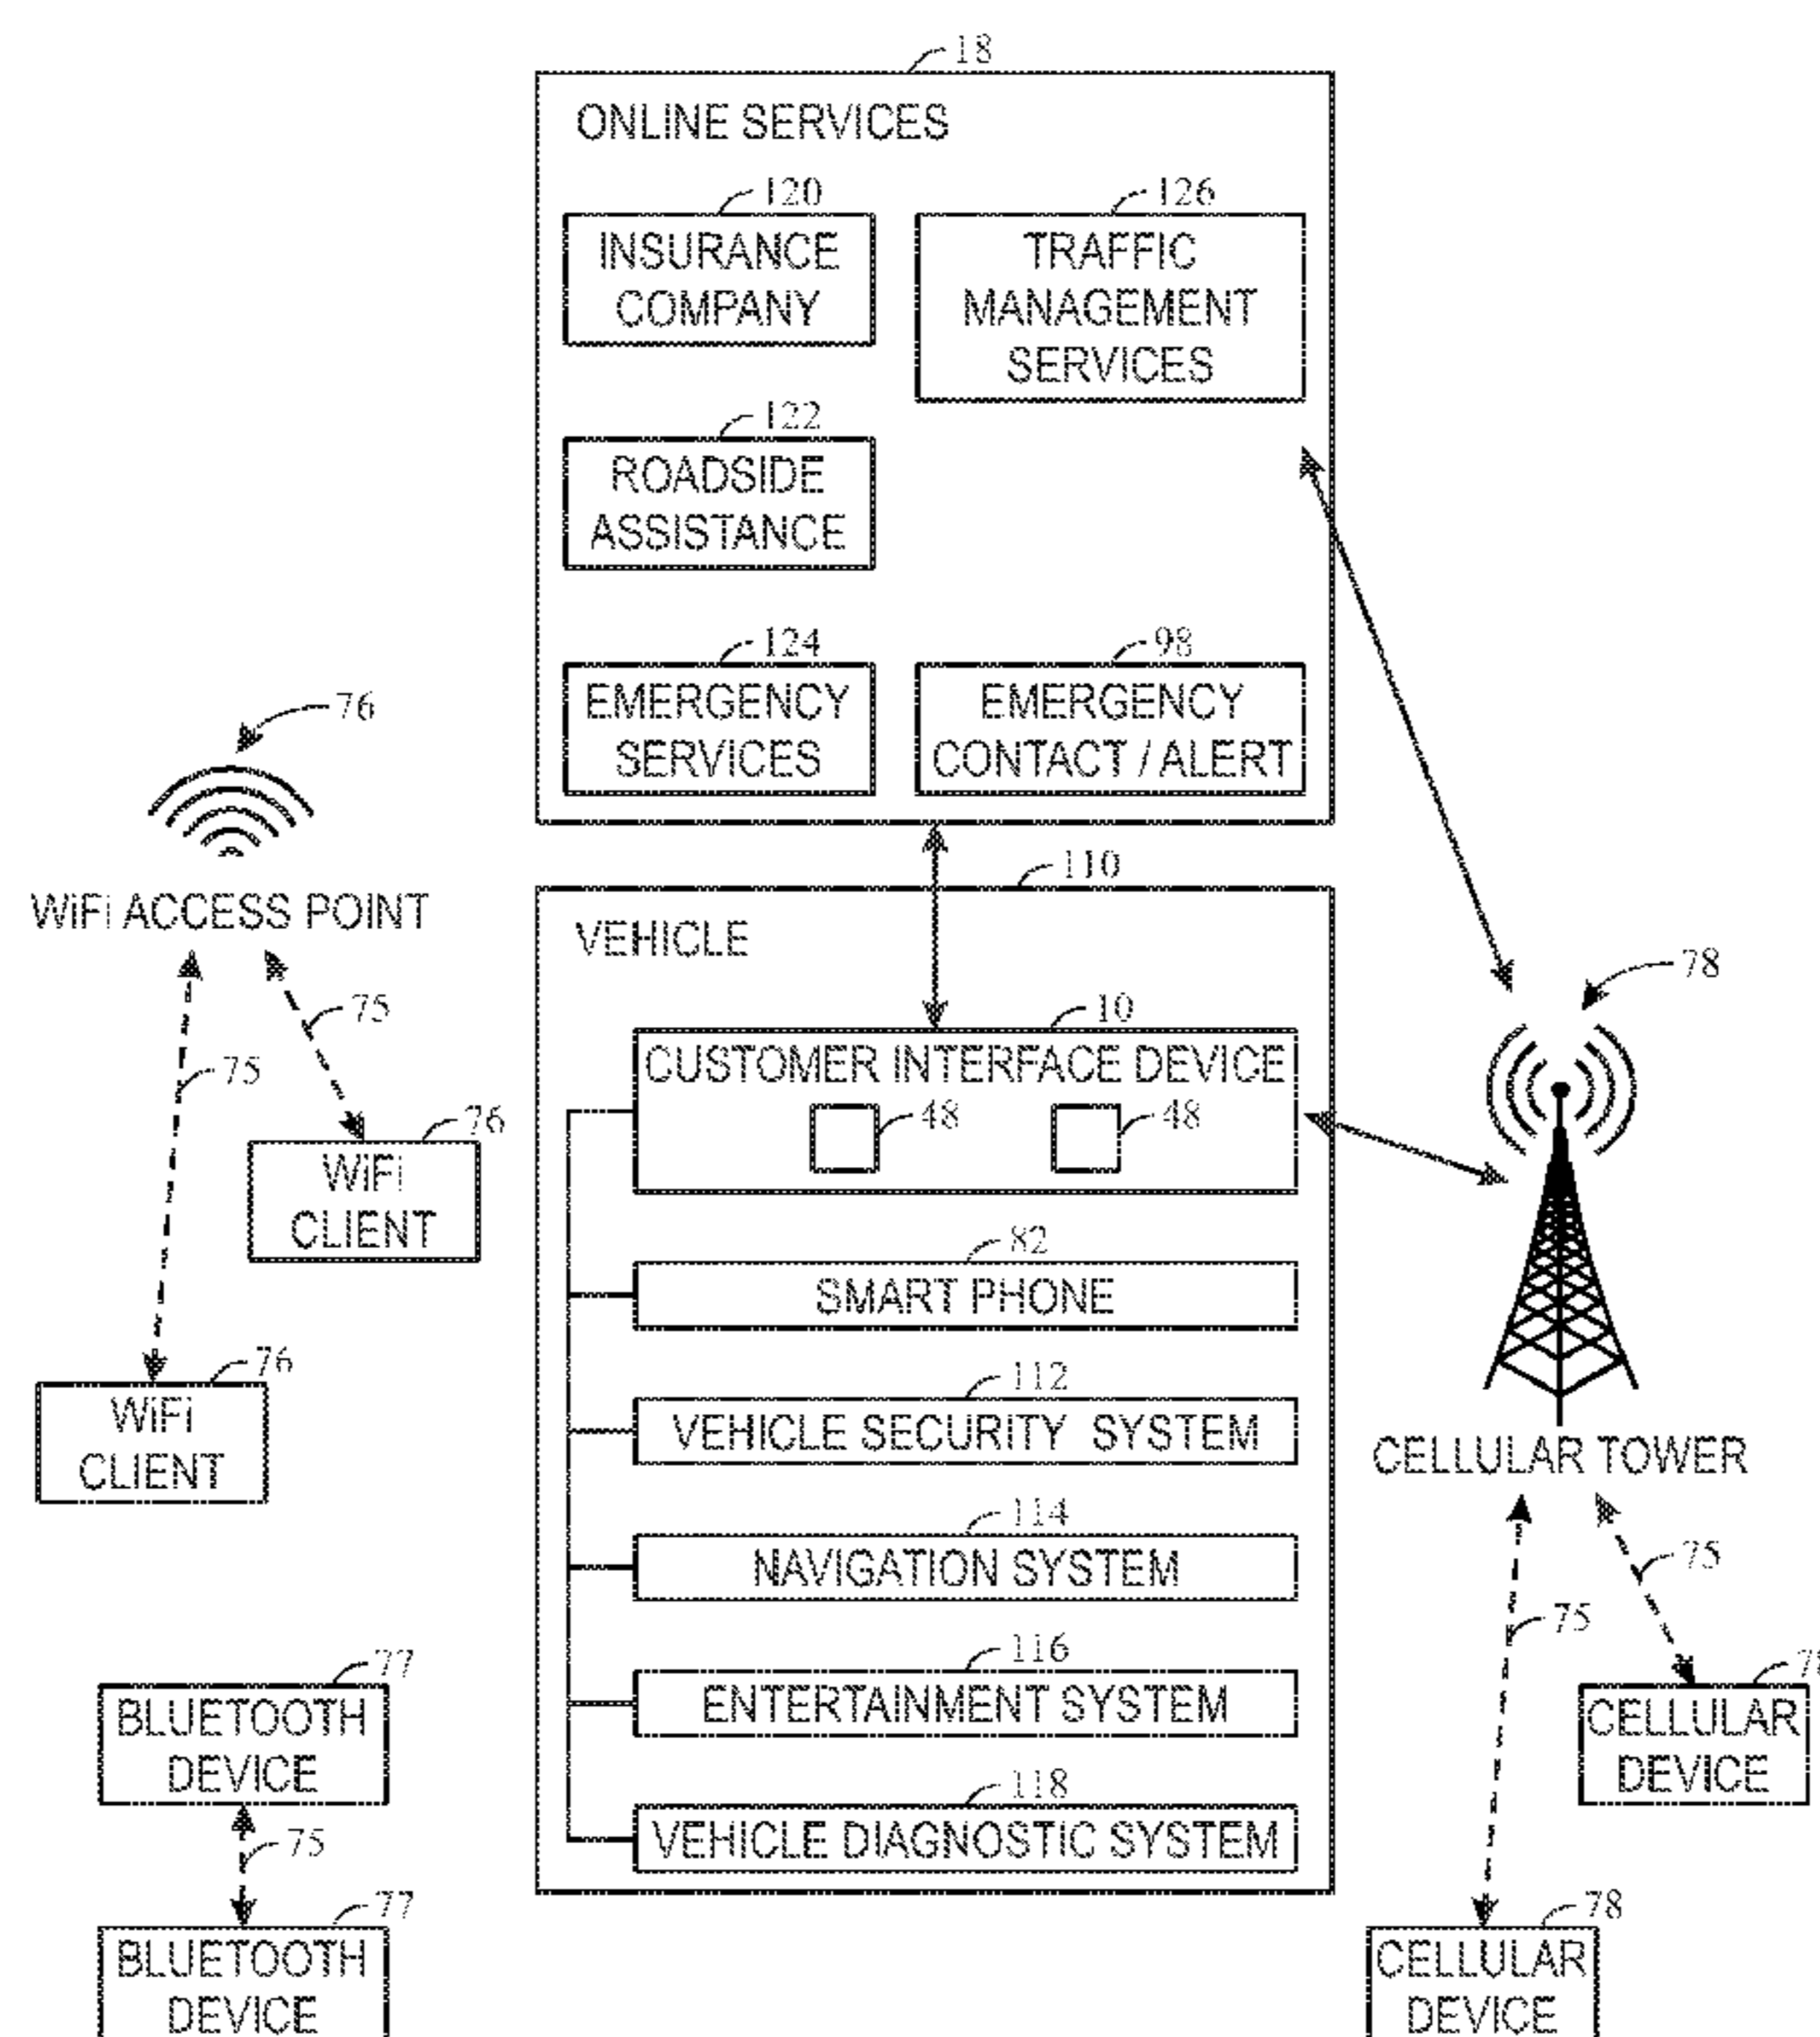 18
ONLINE SERVICES
120
INSURANCE
COMPANY
126
TRAFFIC
MANAGEMENT
SERVICES
122
ROADSIDE
ASSISTANCE
124
EMERGENCY
SERVICES
98
EMERGENCY
CONTACT / ALERT
76
WiFi ACCESS POINT
75
75
76
WiFi
CLIENT
76
WiFi
CLIENT
110
VEHICLE
10
CUSTOMER INTERFACE DEVICE
48
48
82
SMART PHONE
112
VEHICLE SECURITY SYSTEM
114
NAVIGATION SYSTEM
116
ENTERTAINMENT SYSTEM
118
VEHICLE DIAGNOSTIC SYSTEM
78
CELLULAR TOWER
75
75
CELLULAR
DEVICE
78
CELLULAR
DEVICE
77
BLUETOOTH
DEVICE
75
77
BLUETOOTH
DEVICE